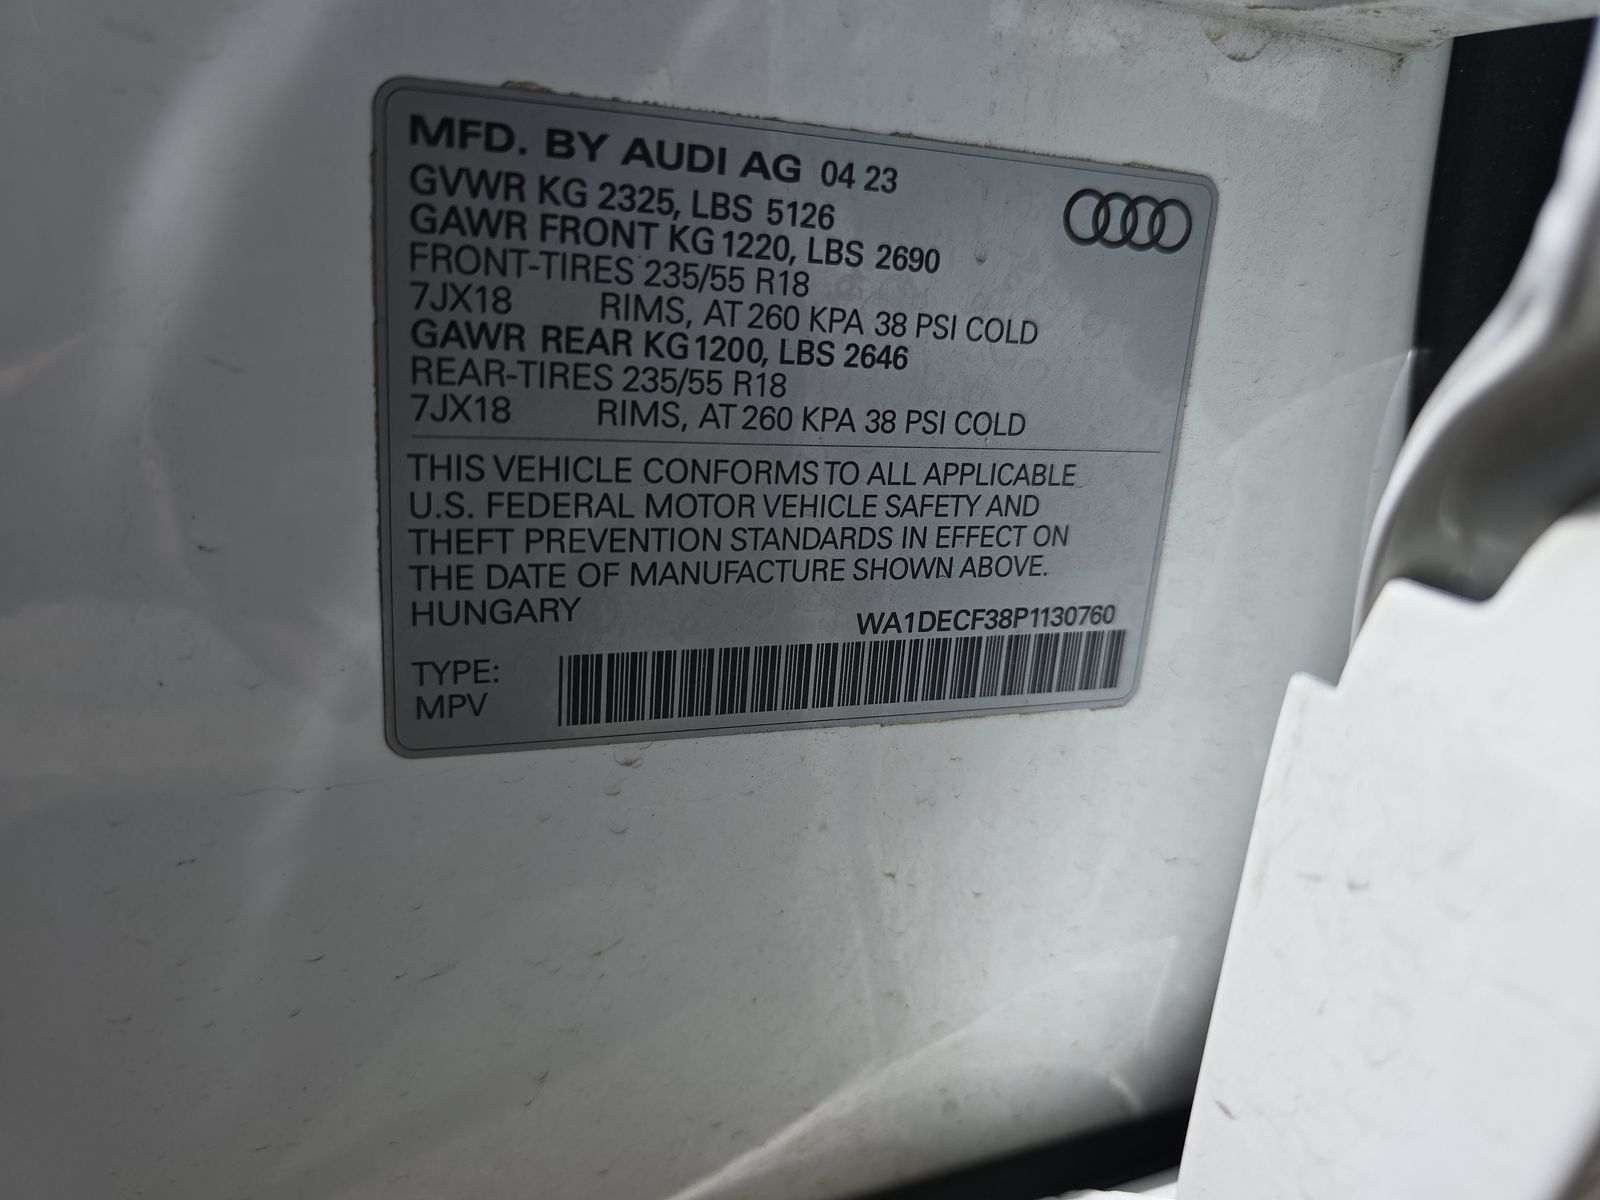 MFD. BY AUDI AG 04 23
GVWR KG 2325, LBS 5126
GAWR FRONT KG 1220, LBS 2690
FRONT-TIRES 235/55 R18
7JX18 RIMS, AT 260 KPA 38 PSI COLD
GAWR REAR KG 1200, LBS 2646
REAR-TIRES 235/55 R18
7JX18 RIMS, AT 260 KPA 38 PSI COLD
THIS VEHICLE CONFORMS TO ALL APPLICABLE
U.S. FEDERAL MOTOR VEHICLE SAFETY AND
THEFT PREVENTION STANDARDS IN EFFECT ON
THE DATE OF MANUFACTURE SHOWN ABOVE.
HUNGARY WA1DECF38P1130760
TYPE:
MPV